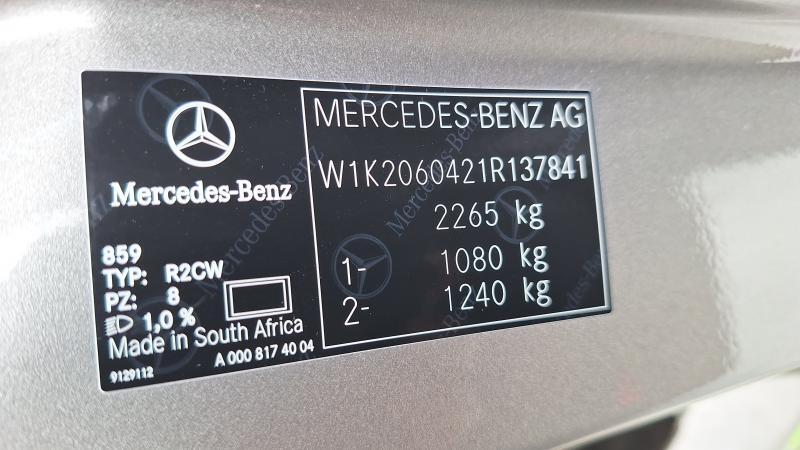 Mercedes-Benz
859
TYP: R2CW
PZ: 8
1,0 %
Made in South Africa
A 000 817 40 04
9129112
MERCEDES-BENZ AG
W1K2060421R137841
2265 kg
1- 1080 kg
2- 1240 kg